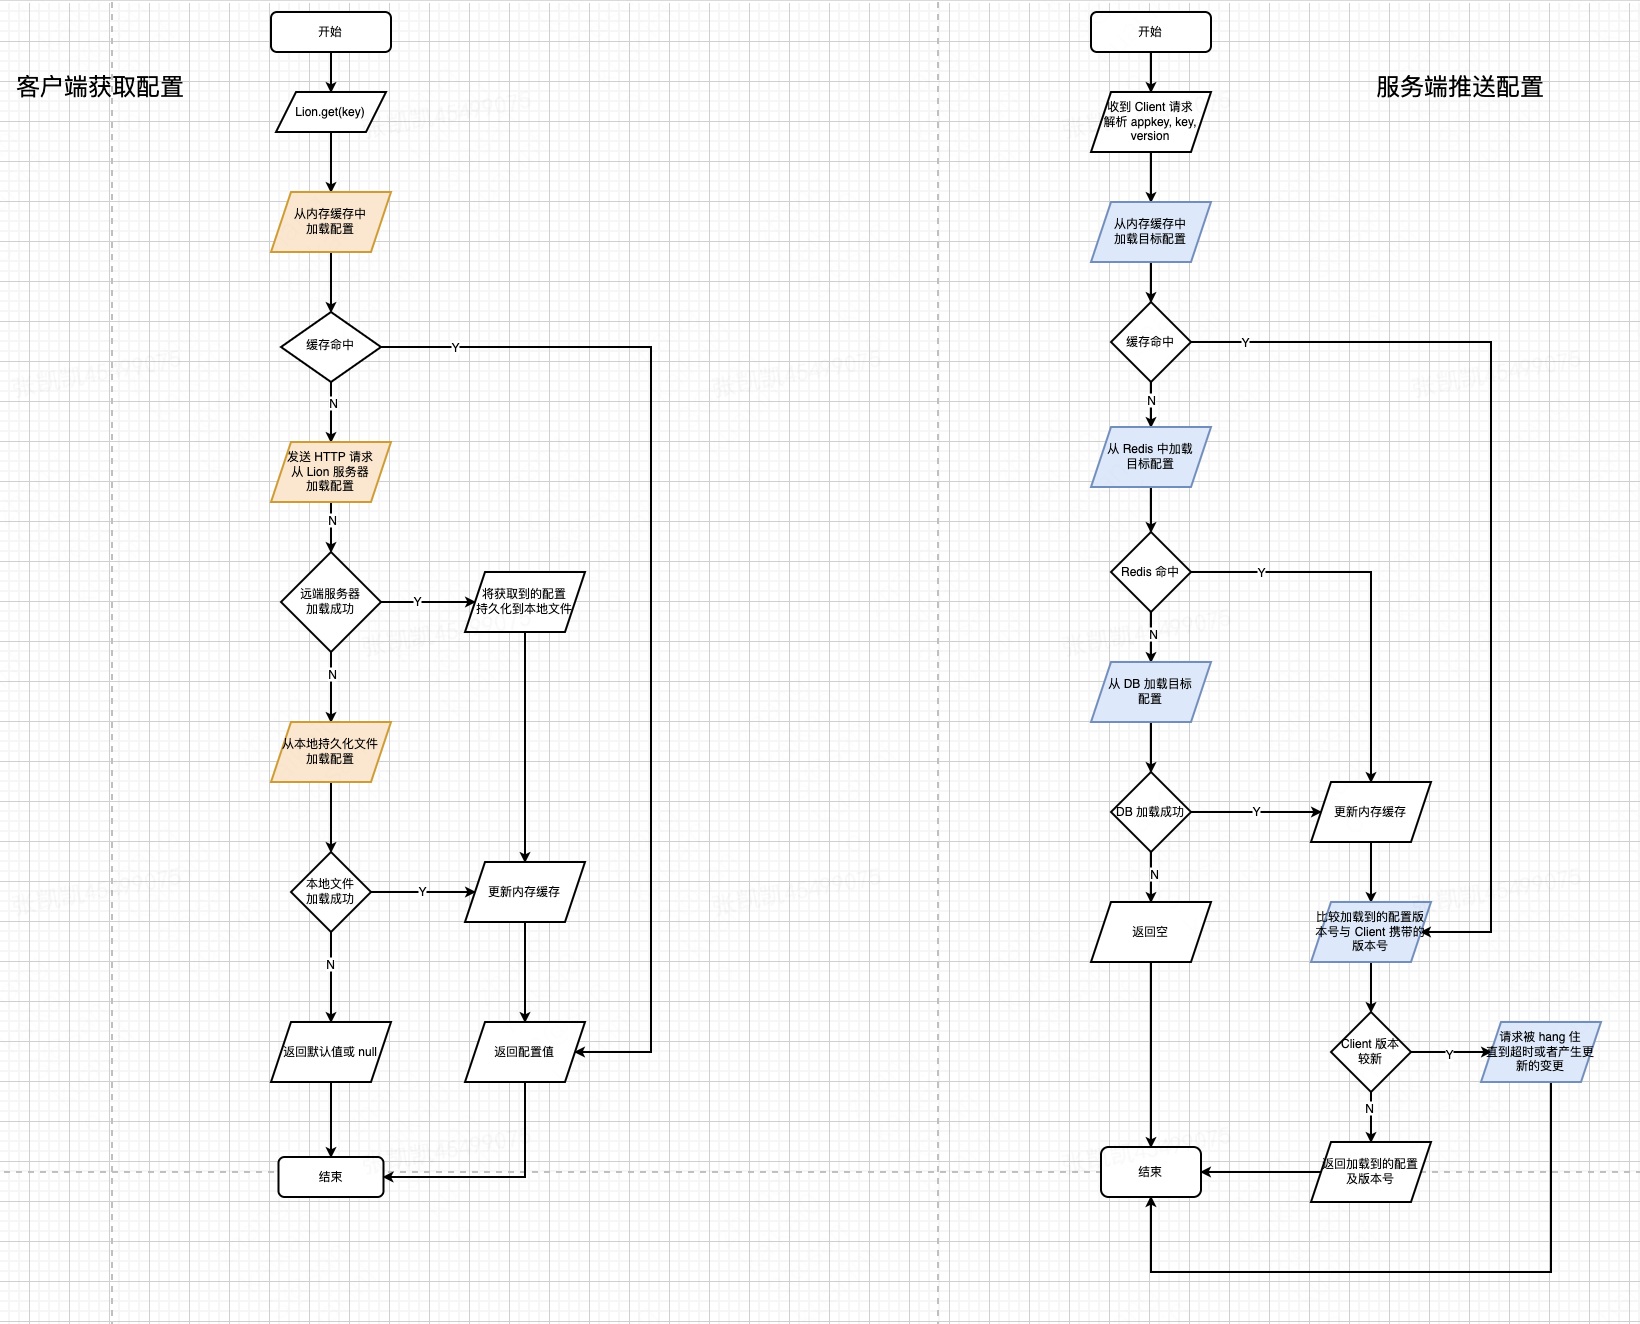 客户端获取配置
开始
Lion.get(key)
从内存缓存中
加载配置
缓存命中
Y
N
发送 HTTP 请求
从 Lion 服务器
加载配置
N
远端服务器
加载成功
Y
将获取到的配置
持久化到本地文件
N
从本地持久化文件
加载配置
本地文件
加载成功
Y
更新内存缓存
N
返回默认值或 null
返回配置值
结束
服务端推送配置
开始
收到 Client 请求
解析 appkey, key,
version
从内存缓存中
加载目标配置
缓存命中
Y
N
从 Redis 中加载
目标配置
Redis 命中
Y
N
从 DB 加载目标
配置
DB 加载成功
Y
更新内存缓存
N
返回空
比较加载到的配置版
本号与 Client 携带的
版本号
Client 版本
较新
Y
请求被 hang 住
直到超时或者产生更
新的变更
N
返回加载到的配置
及版本号
结束